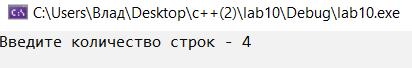 C:\Users\Влад\Desktop\c++(2)\lab10\Debug\lab10.exe
Введите количество строк - 4